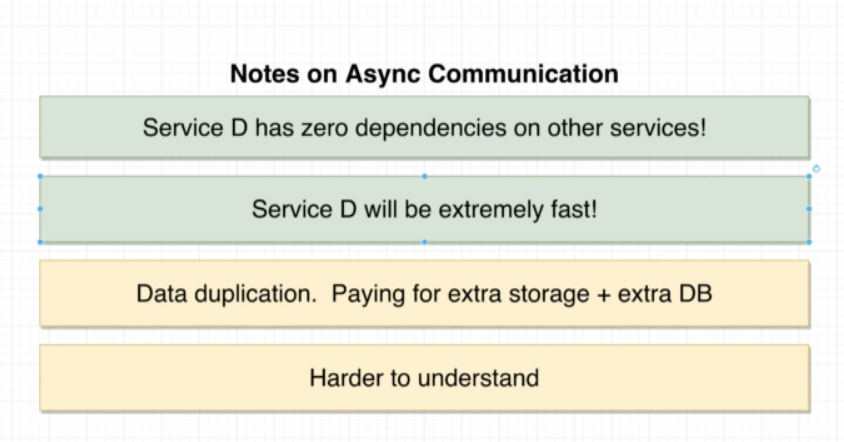 Notes on Async Communication
Service D has zero dependencies on other services!
Service D will be extremely fast!
Data duplication.  Paying for extra storage + extra DB
Harder to understand